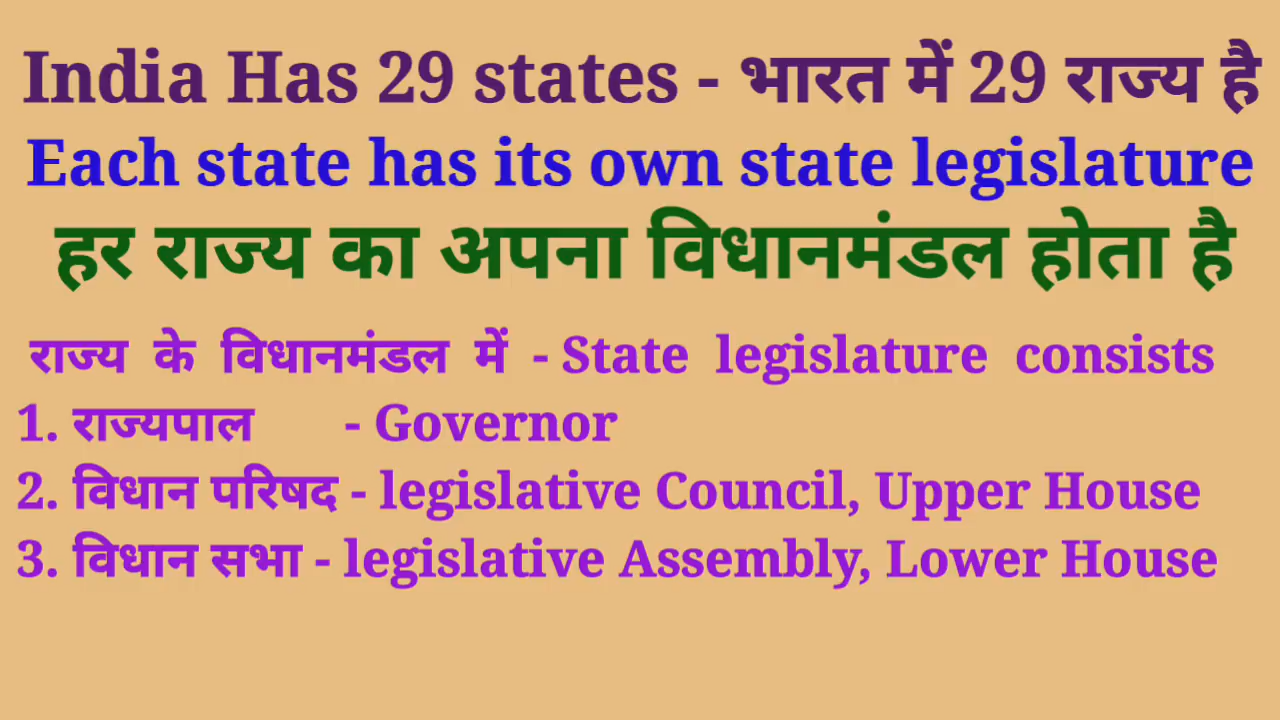 India Has 29 states - भारत में 29 राज्य है
Each state has its own state legislature
हर राज्य का अपना विधानमंडल होता है
राज्य के विधानमंडल में - State legislature consists
1. राज्यपाल - Governor
2. विधान परिषद - legislative Council, Upper House
3. विधान सभा - legislative Assembly, Lower House